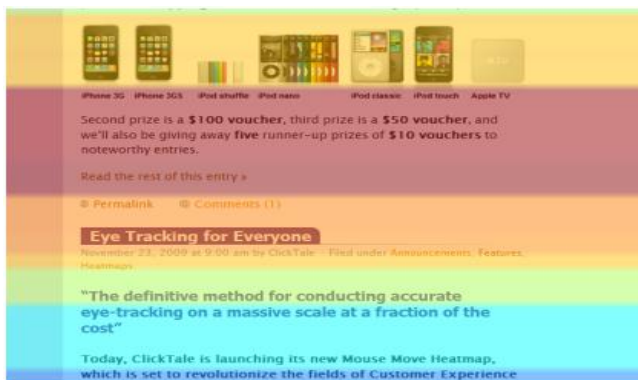 iPhone 3G iPhone 3GS iPod shuffle iPod nano iPod classic iPod touch Apple TV
Second prize is a $100 voucher, third prize is a $50 voucher, and
we'll also be giving away five runner-up prizes of $10 vouchers to
noteworthy entries.
Read the rest of this entry »
Permalink Comments (1)
Eye Tracking for Everyone
November 23, 2009 at 9:00 am by ClickTale · Filed under Announcements, Features,
Heatmaps
"The definitive method for conducting accurate
eye-tracking on a massive scale at a fraction of the
cost"
Today, ClickTale is launching its new Mouse Move Heatmap,
which is set to revolutionize the fields of Customer Experience